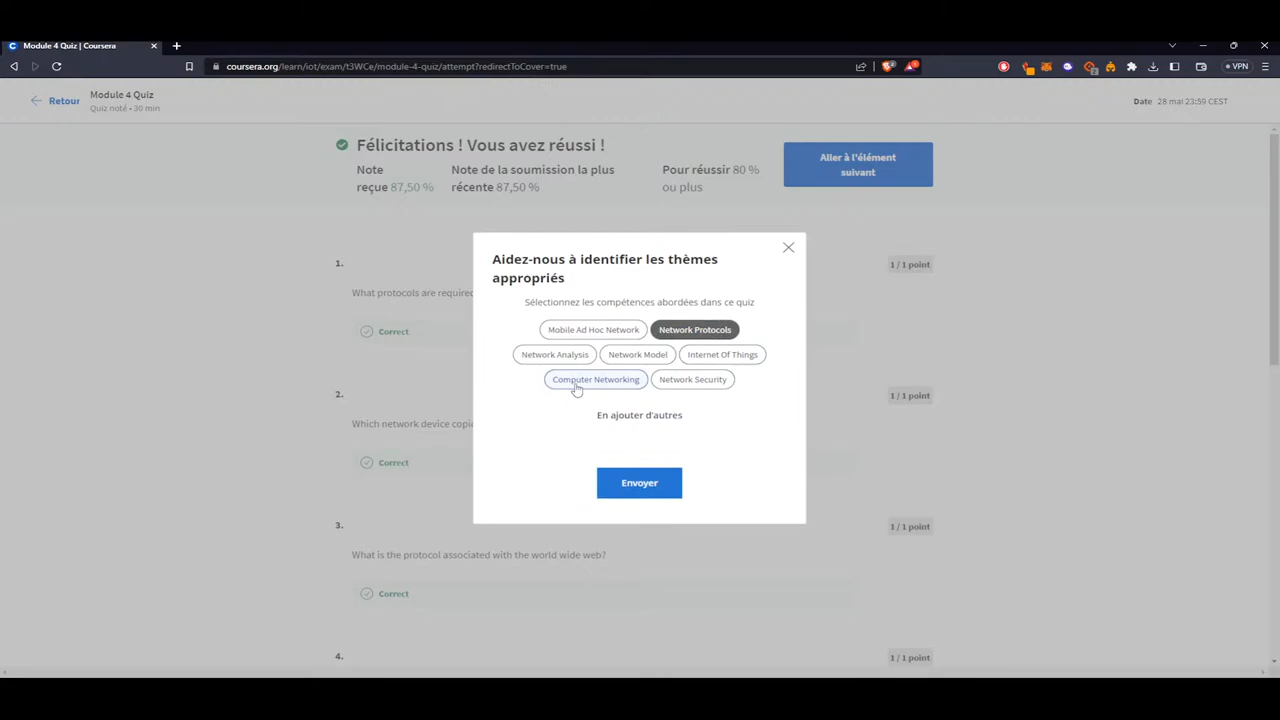 Module 4 Quiz | Coursera
coursera.org/learn/iot/exam/t3WCe/module-4-quiz/attempt?redirectToCover=true
VPN
Retour
Module 4 Quiz
Quiz noté • 30 min
Date 28 mai 23:59 CEST
Félicitations ! Vous avez réussi !
Note reçue 87,50 %
Note de la soumission la plus récente 87,50 %
Pour réussir 80 % ou plus
Aller à l'élément suivant
Aidez-nous à identifier les thèmes
appropriés
Sélectionnez les compétences abordées dans ce quiz
Mobile Ad Hoc Network Network Protocols
Network Analysis Network Model Internet Of Things
Computer Networking Network Security
En ajouter d'autres
Envoyer
1.
1 / 1 point
What protocols are required
Correct
2.
1 / 1 point
Which network device copi
Correct
3.
1 / 1 point
What is the protocol associated with the world wide web?
Correct
4.
1 / 1 point